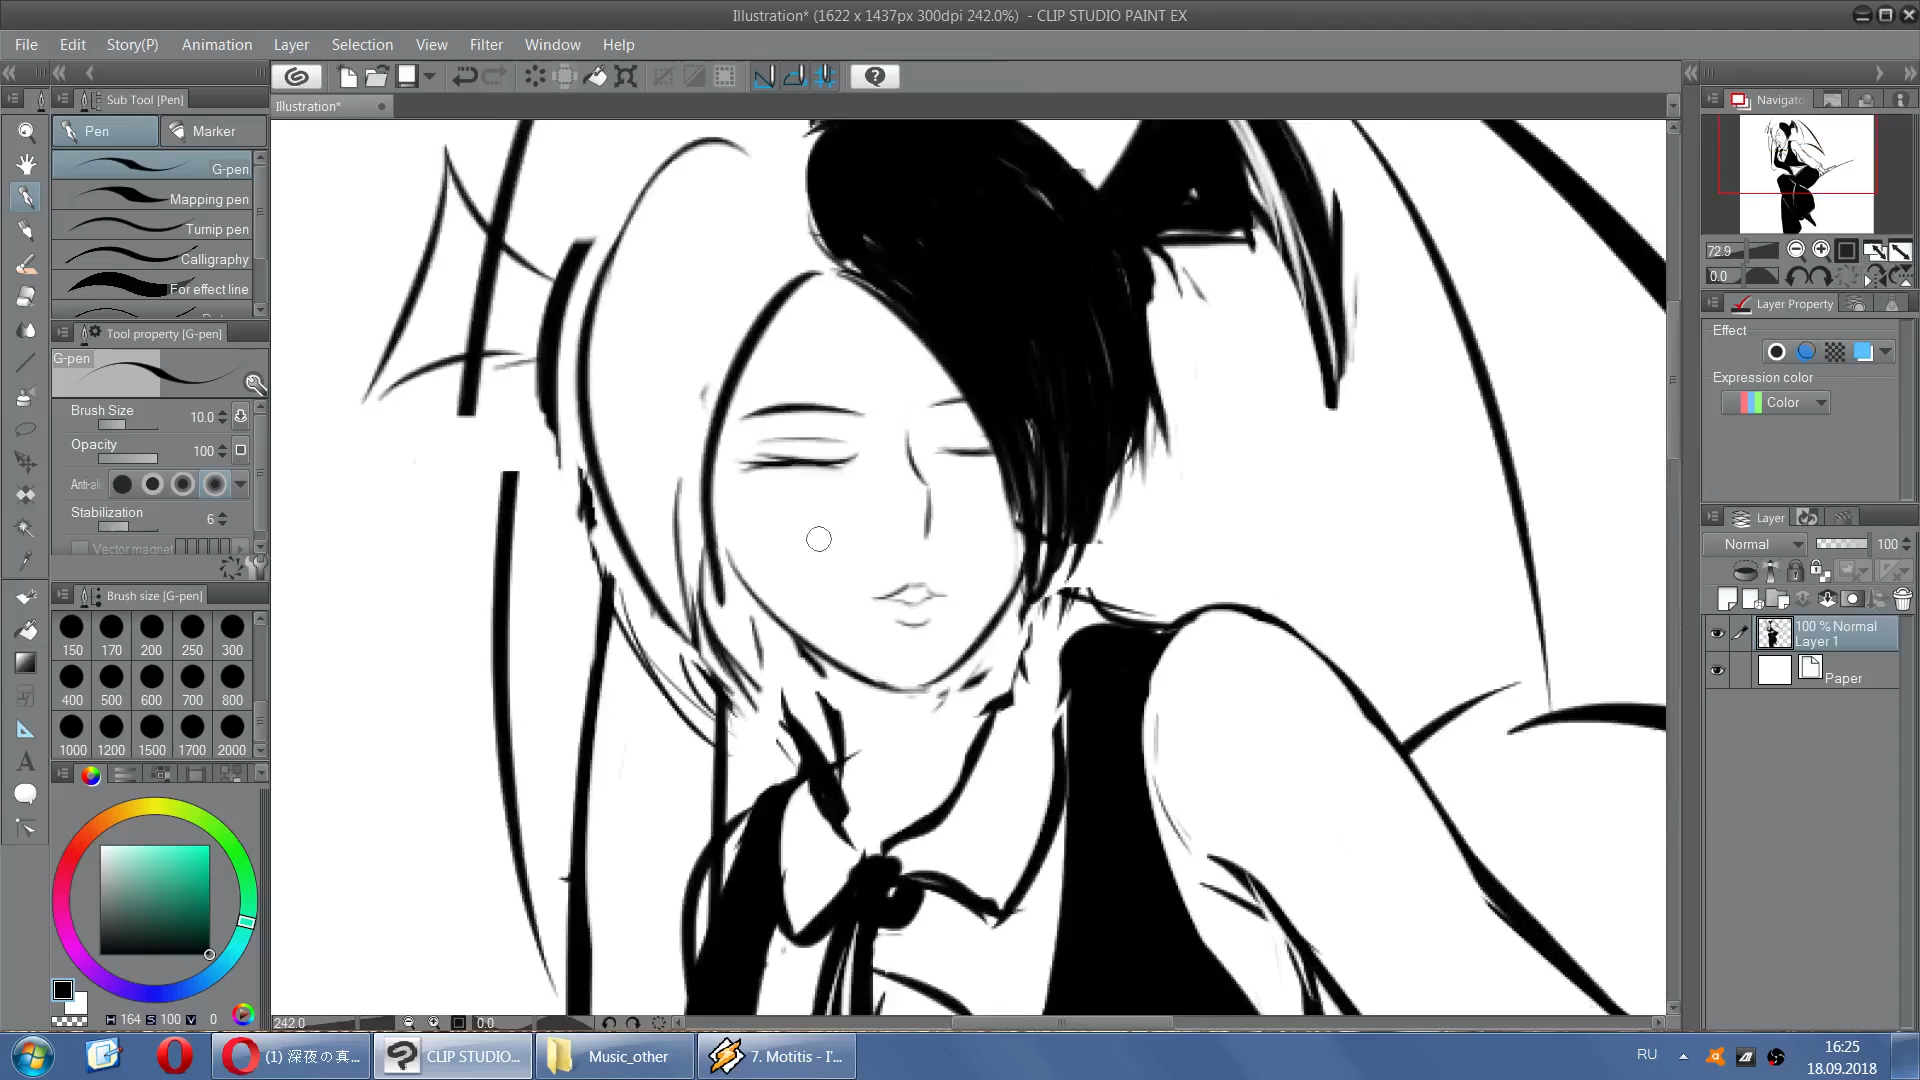 Illustration* (1622 x 1437px 300dpi 242.0%) - CLIP STUDIO PAINT EX
File Edit Story(P) Animation Layer Selection View Filter Window Help
Sub Tool [Pen]
Illustration*
Pen Marker
G-pen
Mapping pen
Turnip pen
Calligraphy
For effect line
Tool property [G-pen]
G-pen
Brush Size 10.0
Opacity 100
Anti-ali
Stabilization 6
Vector magnet
Brush size [G-pen]
150 170 200 250 300
400 500 600 700 800
1000 1200 1500 1700 2000
H 164 S 100 V 0
242.0 0.0
Navigato
72.9
0.0
Layer Property
Effect
Expression color
Color
Layer
Normal 100
100 % Normal
Layer 1
Paper
(1) 深夜の真... CLIP STUDIO... Music_other 7. Motitis - I'... RU 16:25
18.09.2018